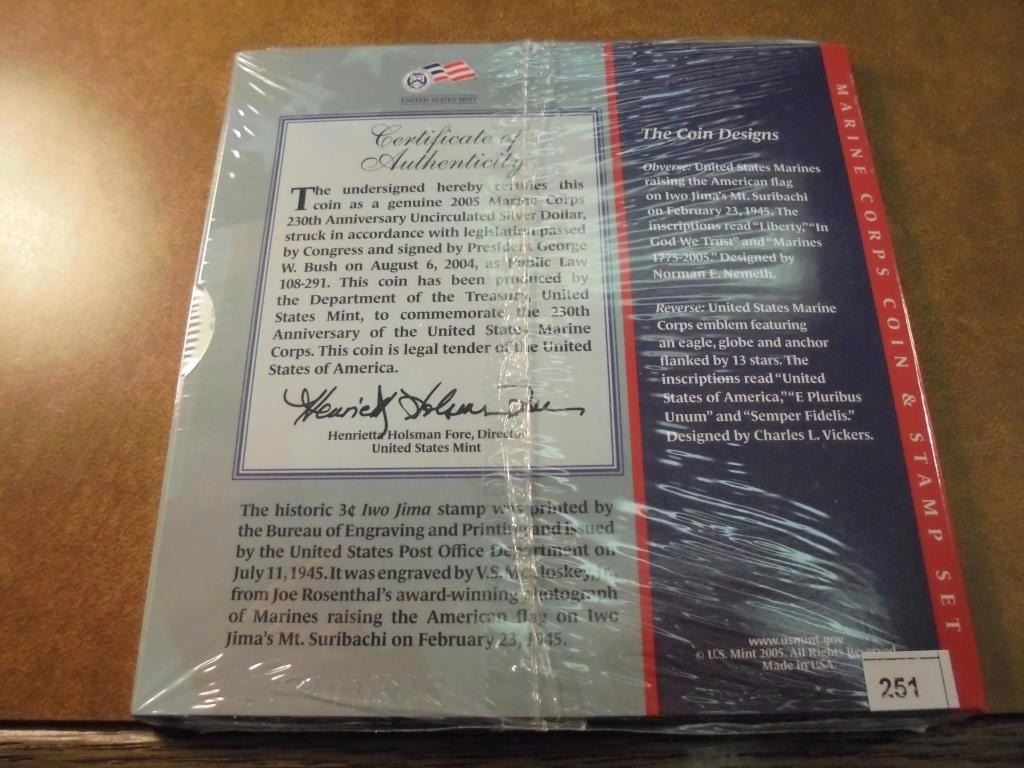 UNITED STATES MINT
Certificate of
Authenticity
The undersigned hereby certifies this
coin as a genuine 2005 Marine Corps
230th Anniversary Uncirculated Silver Dollar,
struck in accordance with legislation passed
by Congress and signed by President George
W. Bush on August 6, 2004, as Public Law
108-291. This coin has been produced by
the Department of the Treasury, United
States Mint, to commemorate the 230th
Anniversary of the United States Marine
Corps. This coin is legal tender of the United
States of America.
Henrietta Holsman Fore
Henrietta Holsman Fore, Director
United States Mint
The historic 3¢ Iwo Jima stamp was printed by
the Bureau of Engraving and Printing and issued
by the United States Post Office Department on
July 11, 1945. It was engraved by V.S. McCloskey, Jr.,
from Joe Rosenthal's award-winning photograph
of Marines raising the American flag on Iwo
Jima's Mt. Suribachi on February 23, 1945.
The Coin Designs
Obverse: United States Marines
raising the American flag
on Iwo Jima's Mt. Suribachi
on February 23, 1945. The
inscriptions read "Liberty," "In
God We Trust" and "Marines
1775-2005." Designed by
Norman E. Nemeth.
Reverse: United States Marine
Corps emblem featuring
an eagle, globe and anchor
flanked by 13 stars. The
inscriptions read "United
States of America," "E Pluribus
Unum" and "Semper Fidelis."
Designed by Charles L. Vickers.
www.usmint.gov
© U.S. Mint 2005. All Rights Reserved
Made in USA.
MARINE CORPS COIN & STAMP SET
251